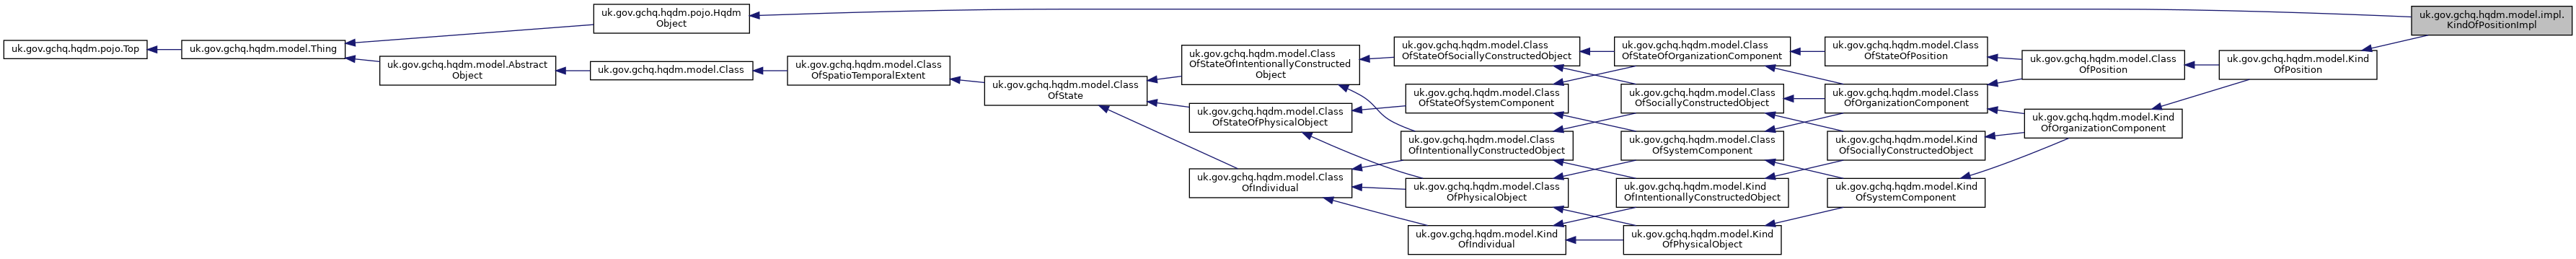 uk.gov.gchq.hqdm.pojo.Top
uk.gov.gchq.hqdm.model.Thing
uk.gov.gchq.hqdm.pojo.Hqdm
Object
uk.gov.gchq.hqdm.model.Abstract
Object
uk.gov.gchq.hqdm.model.Class
uk.gov.gchq.hqdm.model.Class
OfSpatioTemporalExtent
uk.gov.gchq.hqdm.model.Class
OfState
uk.gov.gchq.hqdm.model.Class
OfStateOfIntentionallyConstructed
Object
uk.gov.gchq.hqdm.model.Class
OfStateOfPhysicalObject
uk.gov.gchq.hqdm.model.Class
OfIndividual
uk.gov.gchq.hqdm.model.Class
OfStateOfSociallyConstructedObject
uk.gov.gchq.hqdm.model.Class
OfStateOfSystemComponent
uk.gov.gchq.hqdm.model.Class
OfIntentionallyConstructedObject
uk.gov.gchq.hqdm.model.Class
OfPhysicalObject
uk.gov.gchq.hqdm.model.Kind
OfIndividual
uk.gov.gchq.hqdm.model.Class
OfStateOfOrganizationComponent
uk.gov.gchq.hqdm.model.Class
OfSociallyConstructedObject
uk.gov.gchq.hqdm.model.Class
OfSystemComponent
uk.gov.gchq.hqdm.model.Kind
OfIntentionallyConstructedObject
uk.gov.gchq.hqdm.model.Kind
OfPhysicalObject
uk.gov.gchq.hqdm.model.Class
OfStateOfPosition
uk.gov.gchq.hqdm.model.Class
OfOrganizationComponent
uk.gov.gchq.hqdm.model.Kind
OfSociallyConstructedObject
uk.gov.gchq.hqdm.model.Kind
OfSystemComponent
uk.gov.gchq.hqdm.model.Class
OfPosition
uk.gov.gchq.hqdm.model.Kind
OfOrganizationComponent
uk.gov.gchq.hqdm.model.Kind
OfPosition
uk.gov.gchq.hqdm.model.impl.
KindOfPositionImpl